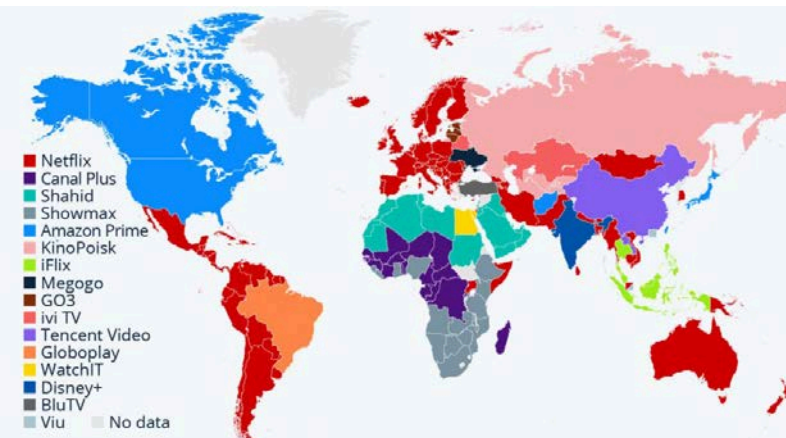 Netflix
Canal Plus
Shahid
Showmax
Amazon Prime
KinoPoisk
iFlix
Megogo
GO3
ivi TV
Tencent Video
Globoplay
WatchIT
Disney+
BluTV
Viu No data